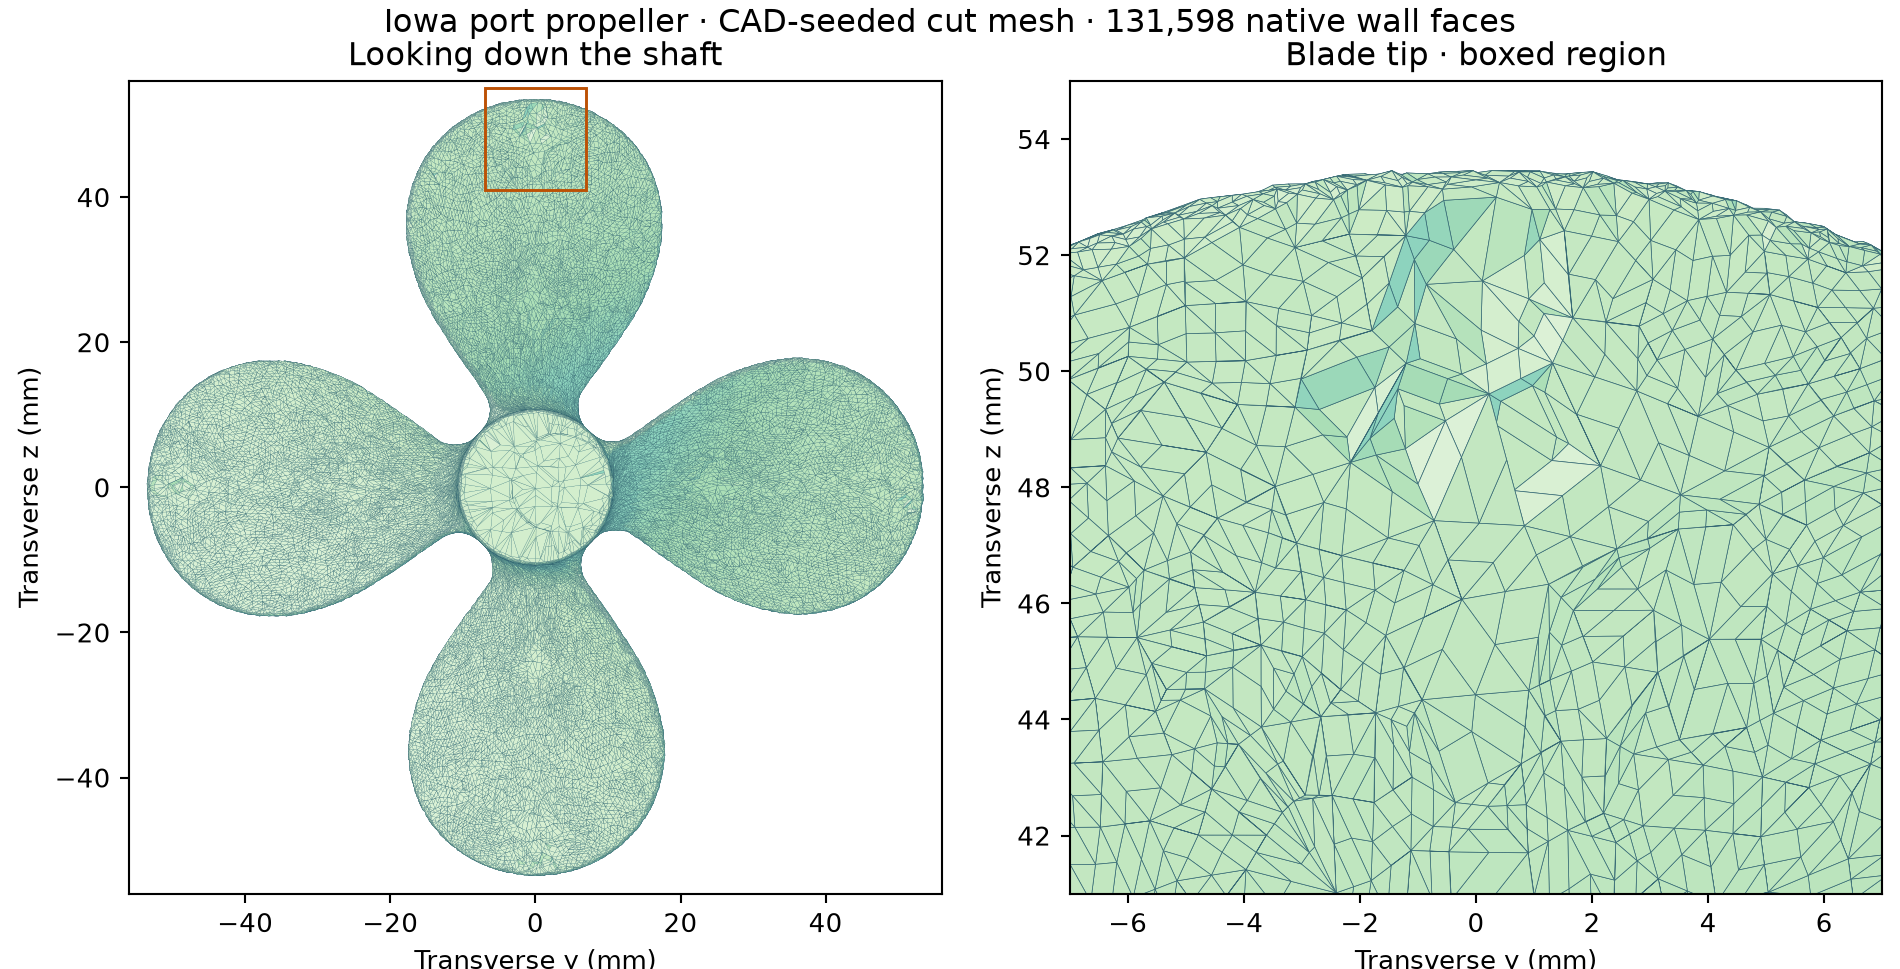 Iowa port propeller · CAD-seeded cut mesh · 131,598 native wall faces
Looking down the shaft
Transverse z (mm)
40
20
0
−20
−40
−40 −20 0 20 40
Transverse y (mm)
Blade tip · boxed region
Transverse z (mm)
54
52
50
48
46
44
42
−6 −4 −2 0 2 4 6
Transverse y (mm)